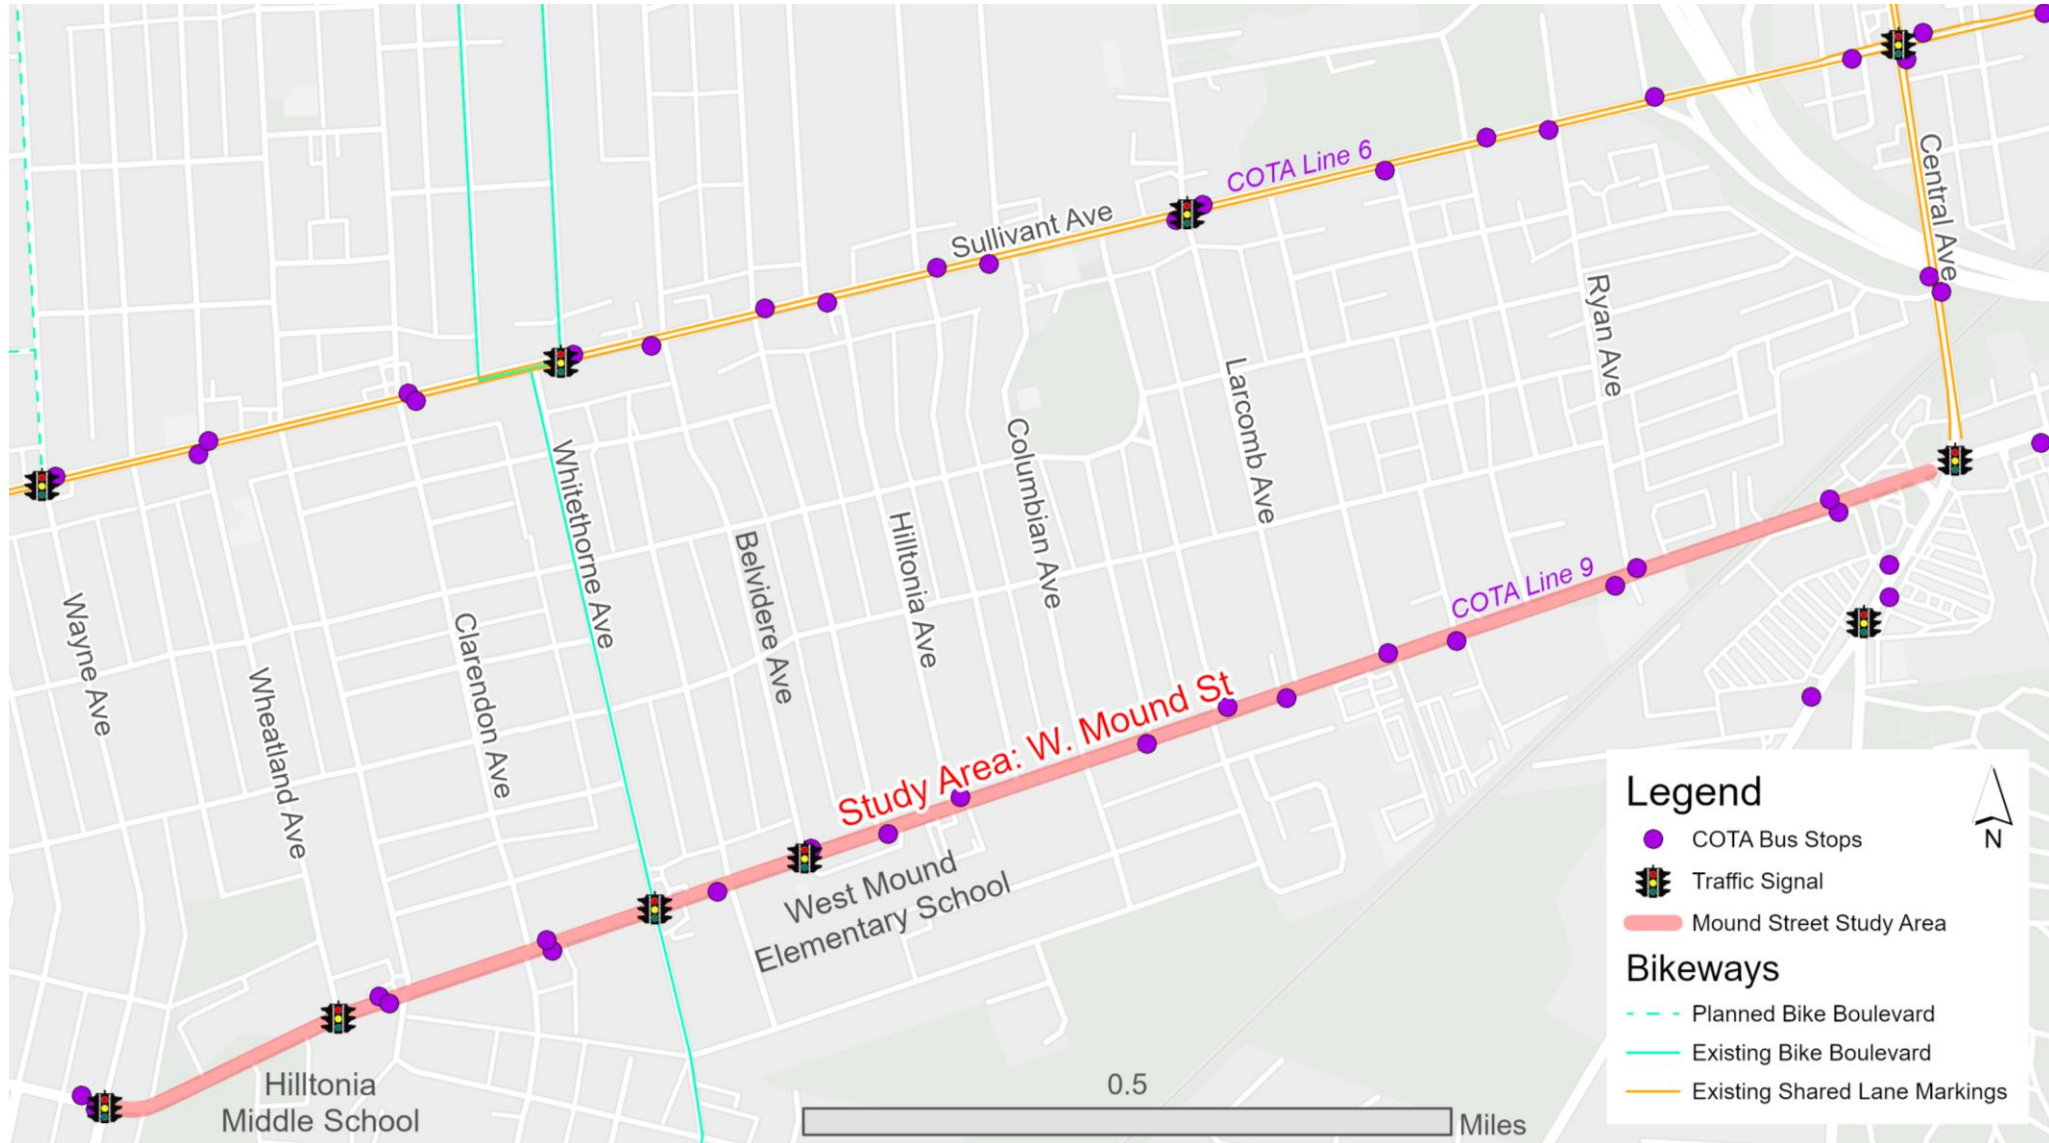 COTA Line 6
Sullivant Ave
Central Ave
Ryan Ave
Larcomb Ave
Columbian Ave
Whitethorne Ave
Hilltonia Ave
Belvidere Ave
Wayne Ave
Clarendon Ave
Wheatland Ave
COTA Line 9
Study Area: W. Mound St
West Mound
Elementary School
Hilltonia
Middle School
0.5
Miles
Legend
COTA Bus Stops
Traffic Signal
N
Mound Street Study Area
Bikeways
Planned Bike Boulevard
Existing Bike Boulevard
Existing Shared Lane Markings